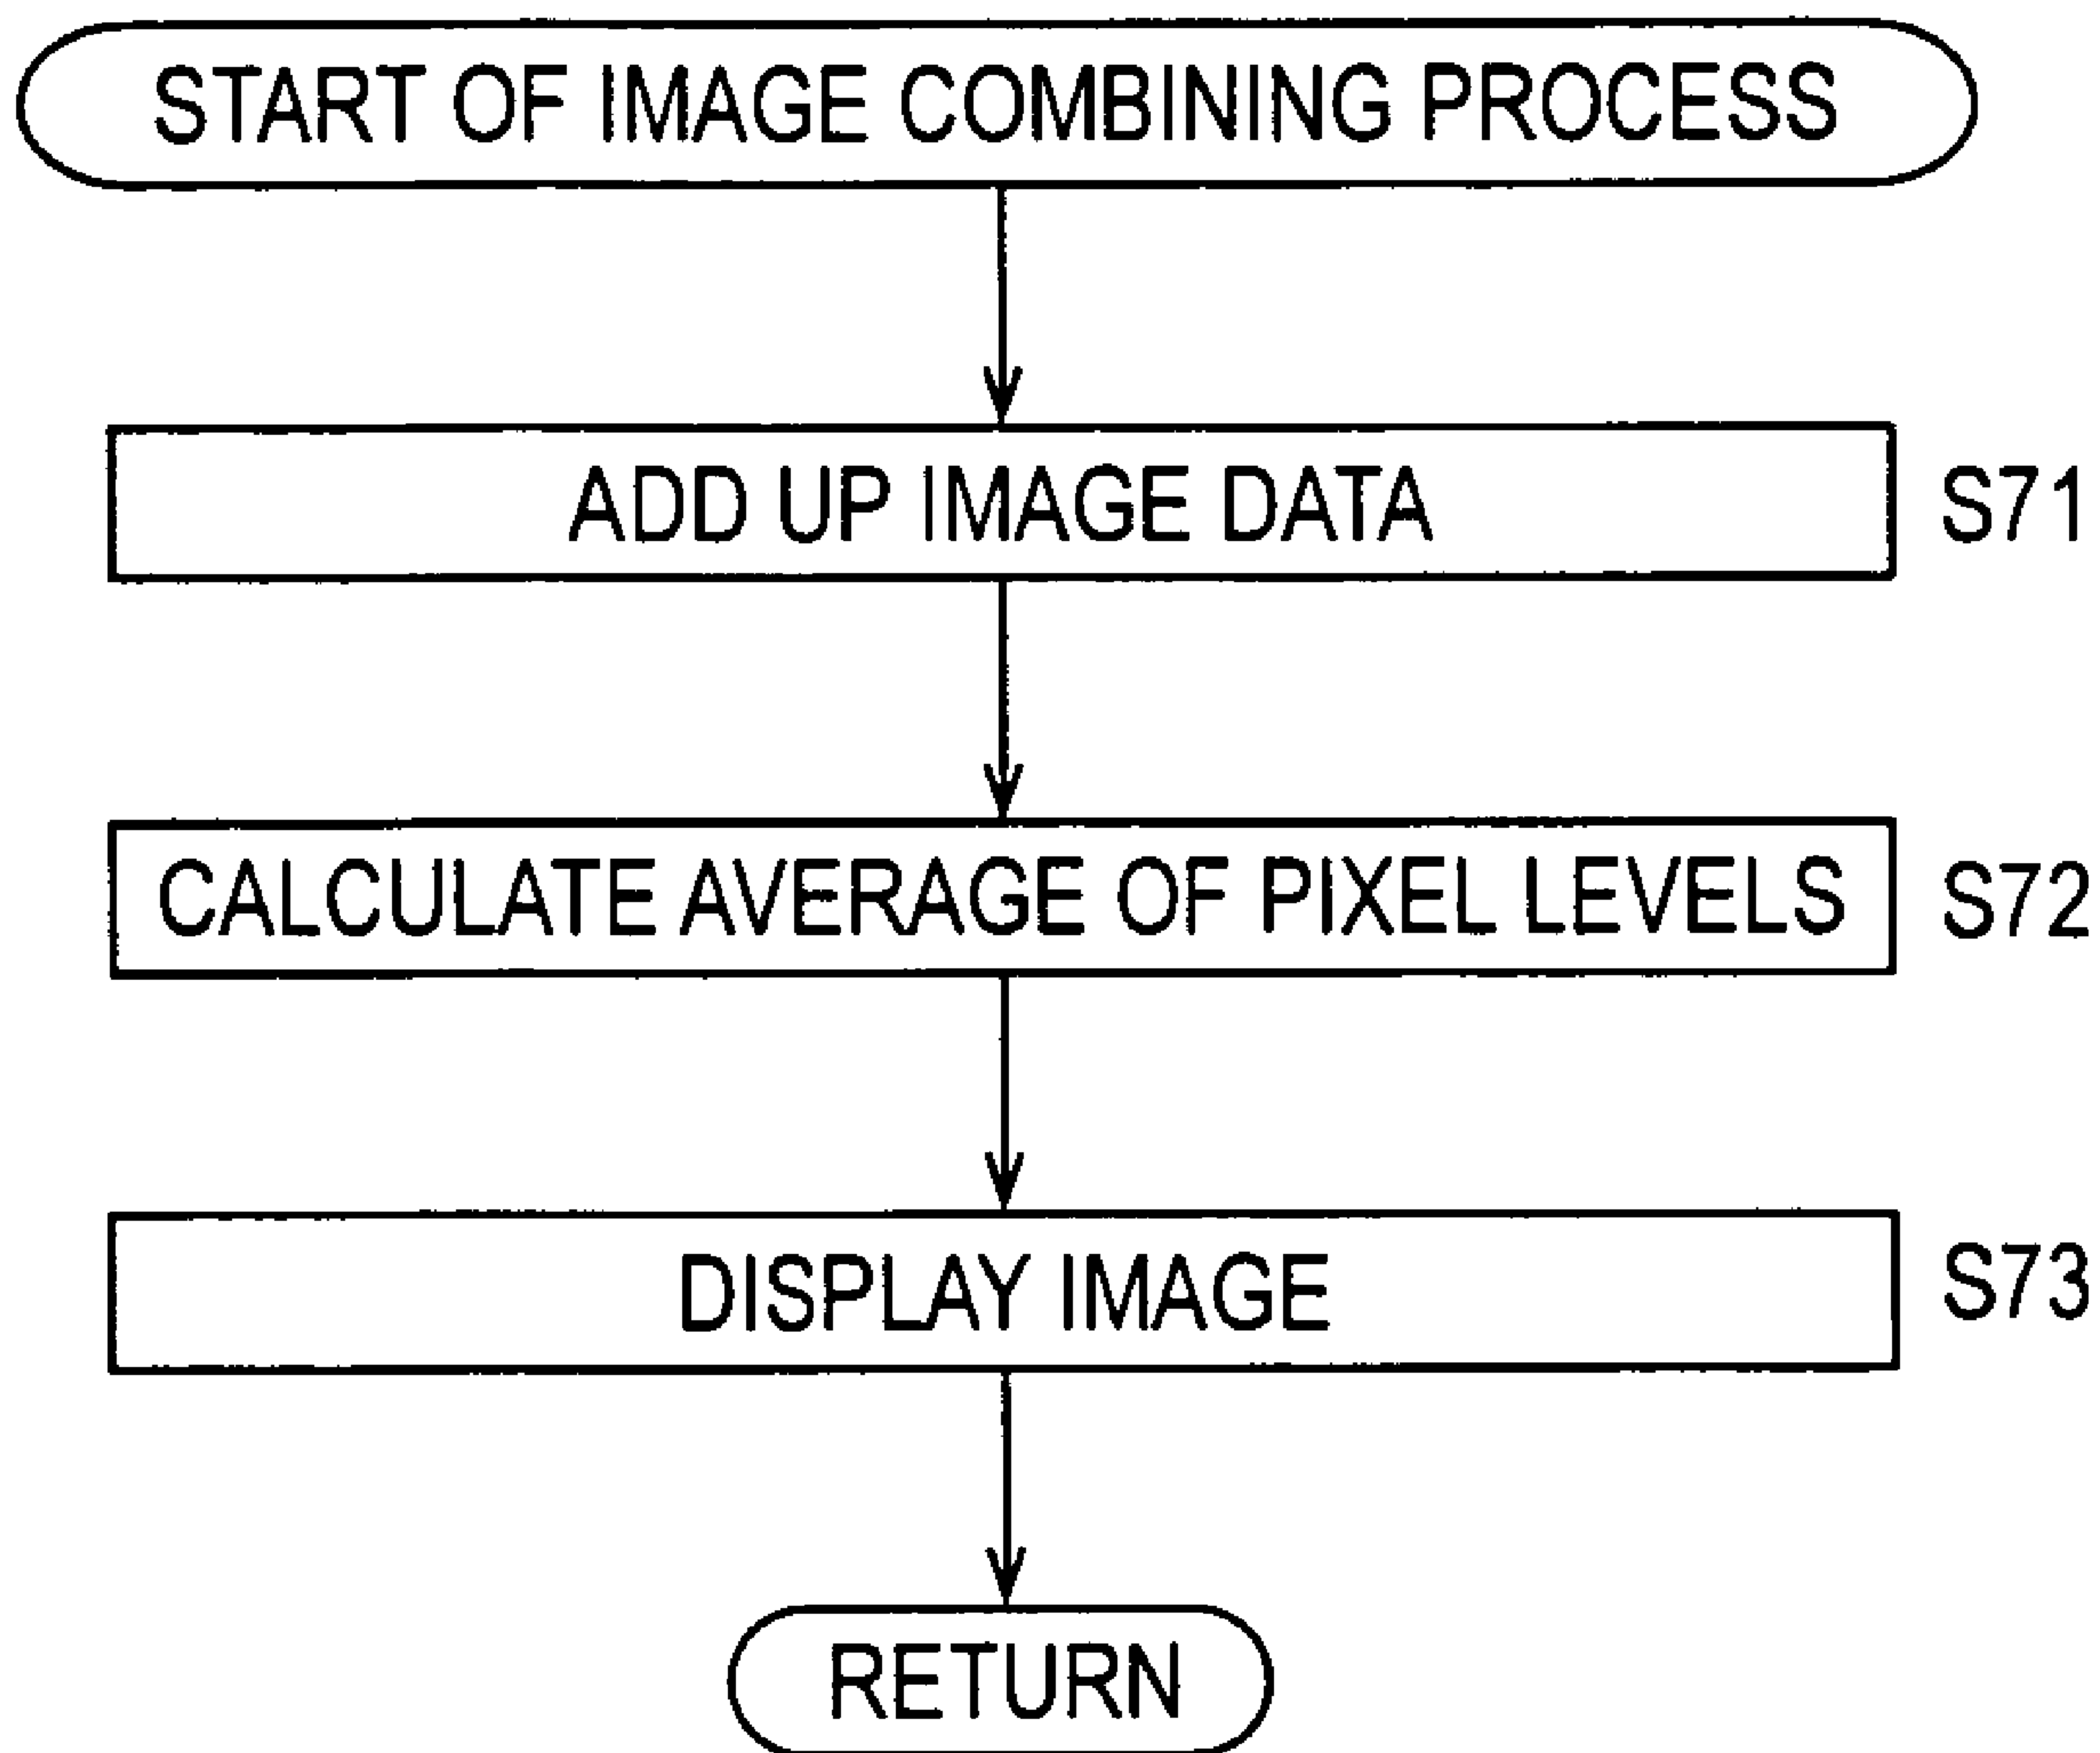 START OF IMAGE COMBINING PROCESS
ADD UP IMAGE DATA S71
CALCULATE AVERAGE OF PIXEL LEVELS S72
DISPLAY IMAGE S73
RETURN